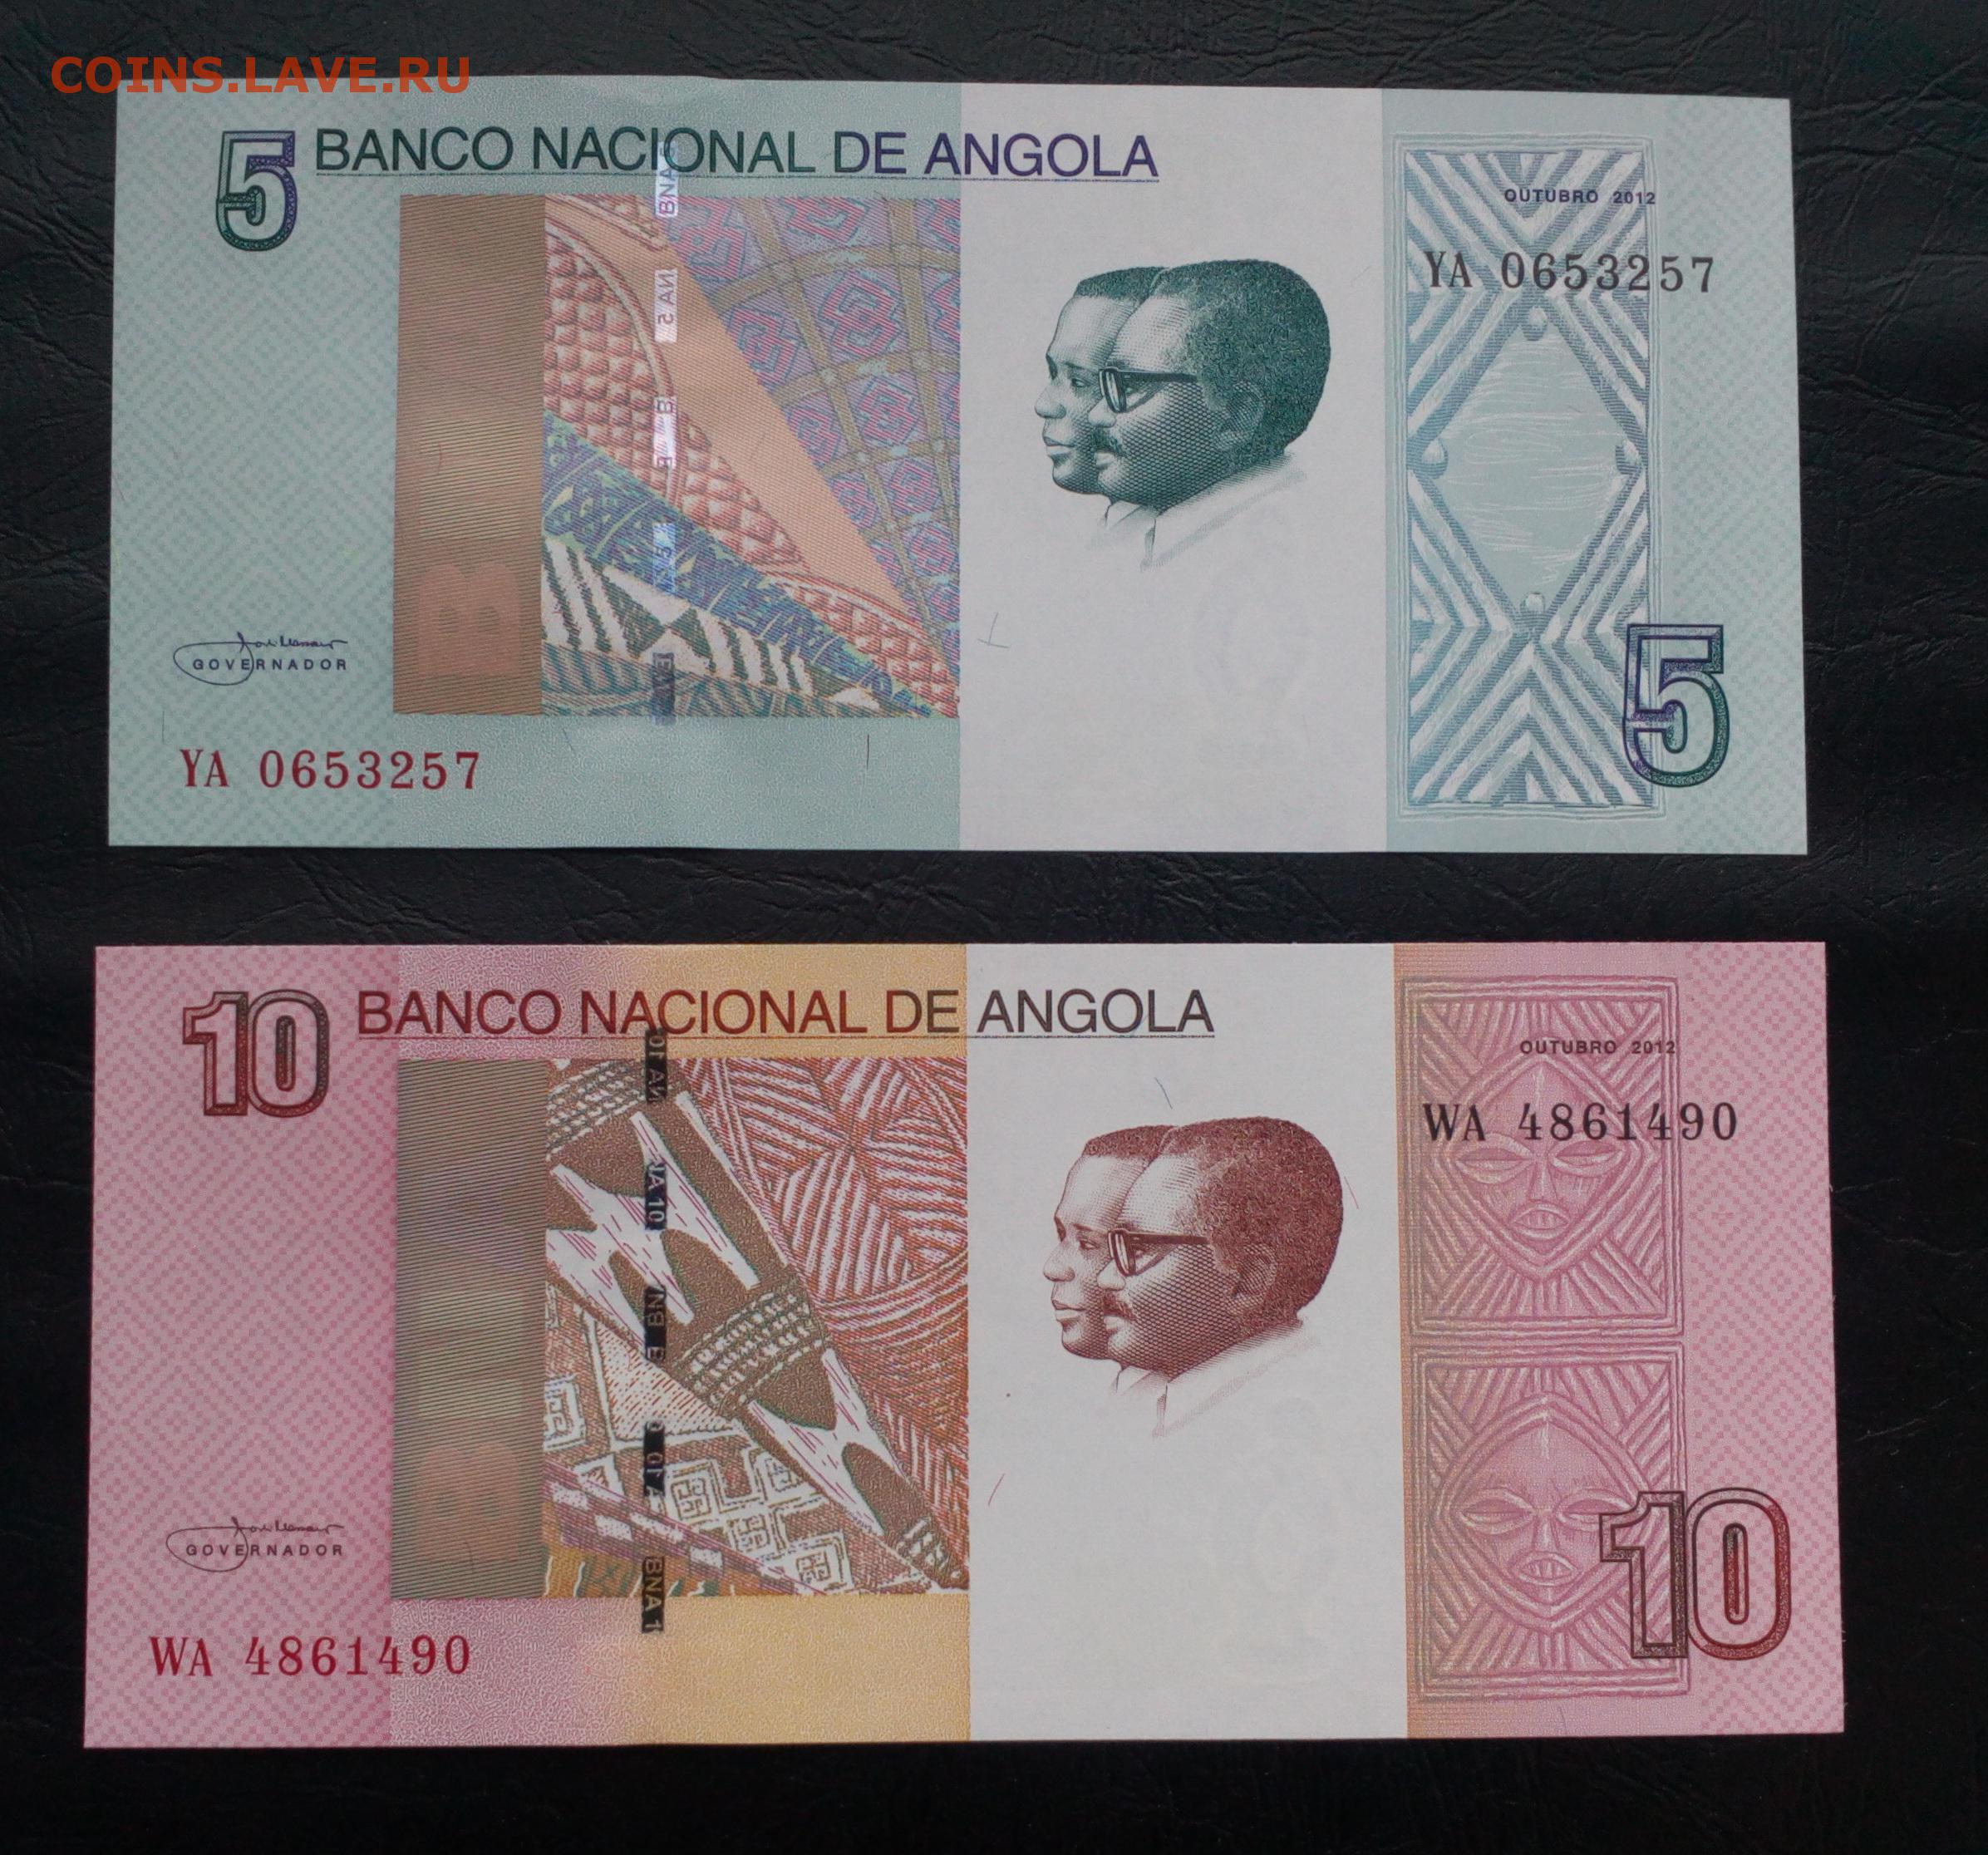 COINS.LAVE.RU
5 BANCO NACIONAL DE ANGOLA
OUTUBRO 2012
YA 0653257
GOVERNADOR
5
YA 0653257
10 BANCO NACIONAL DE ANGOLA
OUTUBRO 2012
WA 4861490
GOVERNADOR
10
WA 4861490